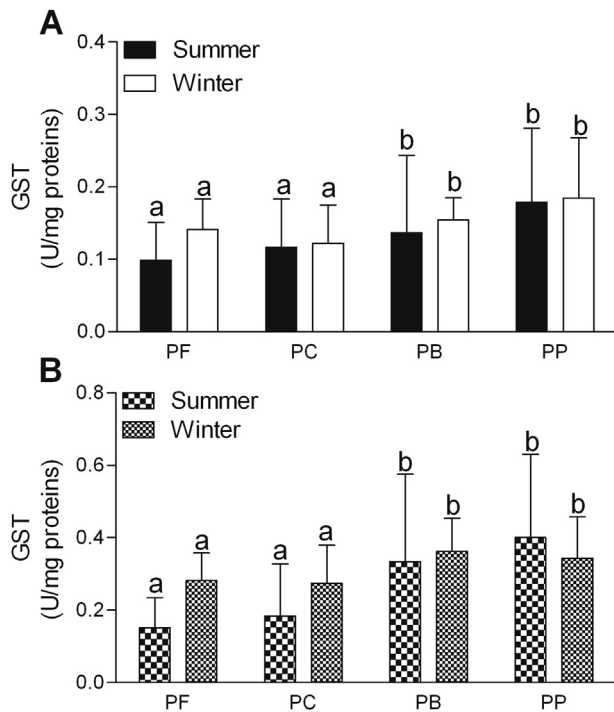 A
0.4
Summer
Winter
0.3
GST
(U/mg proteins)
0.2
0.1
0.0
a a a a b b b b
PF PC PB PP
B
0.8
Summer
Winter
0.6
GST
(U/mg proteins)
0.4
0.2
0.0
a a a a b b b b
PF PC PB PP